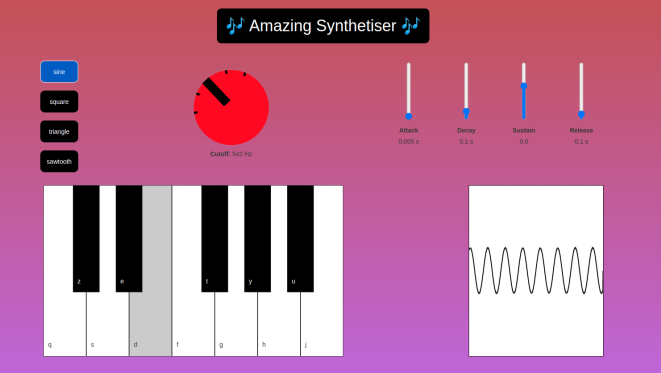 🎶 Amazing Synthetiser 🎶
sine
square
triangle
sawtooth
Cutoff: 542 Hz
Attack
0.005 s
Decay
0.1 s
Sustain
0.6
Release
0.1 s
z e t y u
q s d f g h j